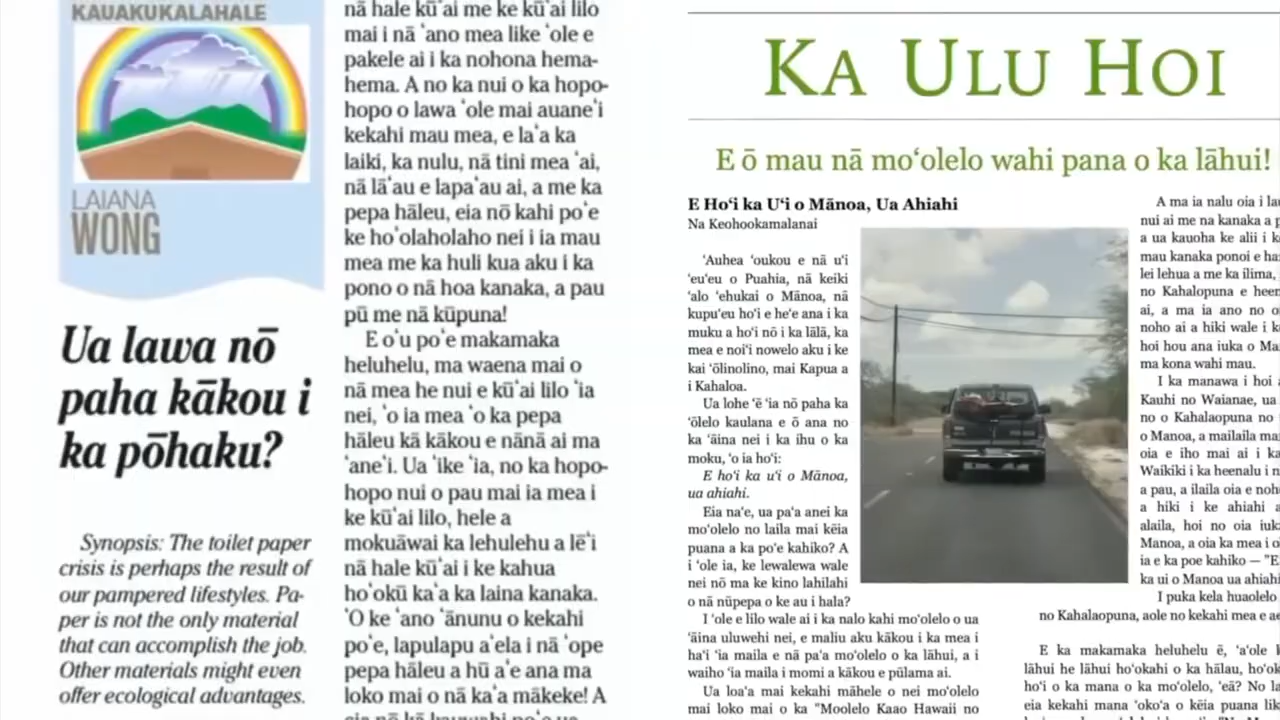 KAUAKUKALAHALE
LAIANA
WONG
Ua lawa nō
paha kākou i
ka pōhaku?
Synopsis: The toilet paper
crisis is perhaps the result of
our pampered lifestyles. Pa-
per is not the only material
that can accomplish the job.
Other materials might even
offer ecological advantages.
nā hale kūʻai me ke kūʻai lilo
mai i nā ʻano mea like ʻole e
pakele ai i ka nohona hema-
hema. A no ka nui o ka hopo-
hopo o lawa ʻole mai auaneʻi
kekahi mau mea, e laʻa ka
laiki, ka nulu, nā tini mea ʻai,
nā lāʻau e lapaʻau ai, a me ka
pepa hāleu, eia nō kahi poʻe
ke hoʻolaholaho nei i ia mau
mea me ka huli kua aku i ka
pono o nā hoa kanaka, a pau
pū me nā kūpuna!
E oʻu poʻe makamaka
heluhelu, ma waena mai o
nā mea he nui e kūʻai lilo ʻia
nei, ʻo ia mea ʻo ka pepa
hāleu kā kākou e nānā ai ma
ʻaneʻi. Ua ʻike ʻia, no ka hopo-
hopo nui o pau mai ia mea i
ke kūʻai lilo, hele a
mokuāwai ka lehulehu a lēʻi
nā hale kūʻai i ke kahua
hoʻokū kaʻa ka laina kanaka.
ʻO ke ʻano ʻānunu o kekahi
poʻe, lapulapu aʻela i nā ʻope
pepa hāleu a hū aʻe ana ma
loko mai o nā kaʻa mākeke! A
KA ULU HOI
E ō mau nā moʻolelo wahi pana o ka lāhui!
E Hoʻi ka Uʻi o Mānoa, Ua Ahiahi
Na Keohookamalanai
ʻAuhea ʻoukou e nā uʻi
ʻeuʻeu o Puahia, nā keiki
ʻalo ʻehukai o Mānoa, nā
kupuʻeu hoʻi e heʻe ana i ka
muku a hoʻi nō i ka lālā, ka
mea e noiʻi nowelo aku i ke
kai ʻōlinolino, mai Kapua a
i Kahaloa.
Ua lohe ʻē ʻia nō paha ka
ʻōlelo kaulana e ō ana no
ka ʻāina nei i ka ihu o ka
moku, ʻo ia hoʻi:
E hoʻi ka uʻi o Mānoa,
ua ahiahi.
Eia naʻe, ua paʻa anei ka
moʻolelo no laila mai kēia
puana a ka poʻe kahiko? A
i ʻole ia, ke lewalewa wale
nei nō ma ke kino lahilahi
o nā nūpepa o ke au i hala?
I ʻole e lilo wale ai i ka nalo kahi moʻolelo o ua
ʻāina uluwehi nei, e maliu aku kākou i ka mea i
haʻi ʻia maila e nā paʻa moʻolelo o ka lāhui, a i
waiho ʻia maila i momi a kākou e pūlama ai.
Ua loaʻa mai kekahi māhele o nei moʻolelo
mai loko mai o ka "Moolelo Kaao Hawaii no
A ma ia nalu oia i
nui ai me na kanaka a
a ua kauoha ke alii i
mau kanaka ponoi e
lei lehua a me ka ilima,
no Kahalopuna e
ai, a ma ia ano no
noho ai a hiki wale i
hoi hou ana iuka o
ma kona wahi mau.
I ka manawa i hoi
Kauhi no Waianae, ua
no o Kahalaopuna no
o Manoa, a mailaila
oia e iho mai ai i
Waikiki i ka heenalu i
a pau, a ilaila oia e
a hiki i ke ahiahi
alaila, hoi no oia
Manoa, a oia ka mea i
ia e ka poe kahiko — "E
ka ui o Manoa ua ahiahi
I puka kela huaolelo
no Kahalaopuna, aole no kekahi mea e
E ka makamaka heluhelu ē, ʻaʻole
lāhui he lāhui hoʻokahi o ka hālau,
hoʻi o ka mana o ka moʻolelo, ʻeā? No
eia kekahi mana ʻokoʻa o kēia puana